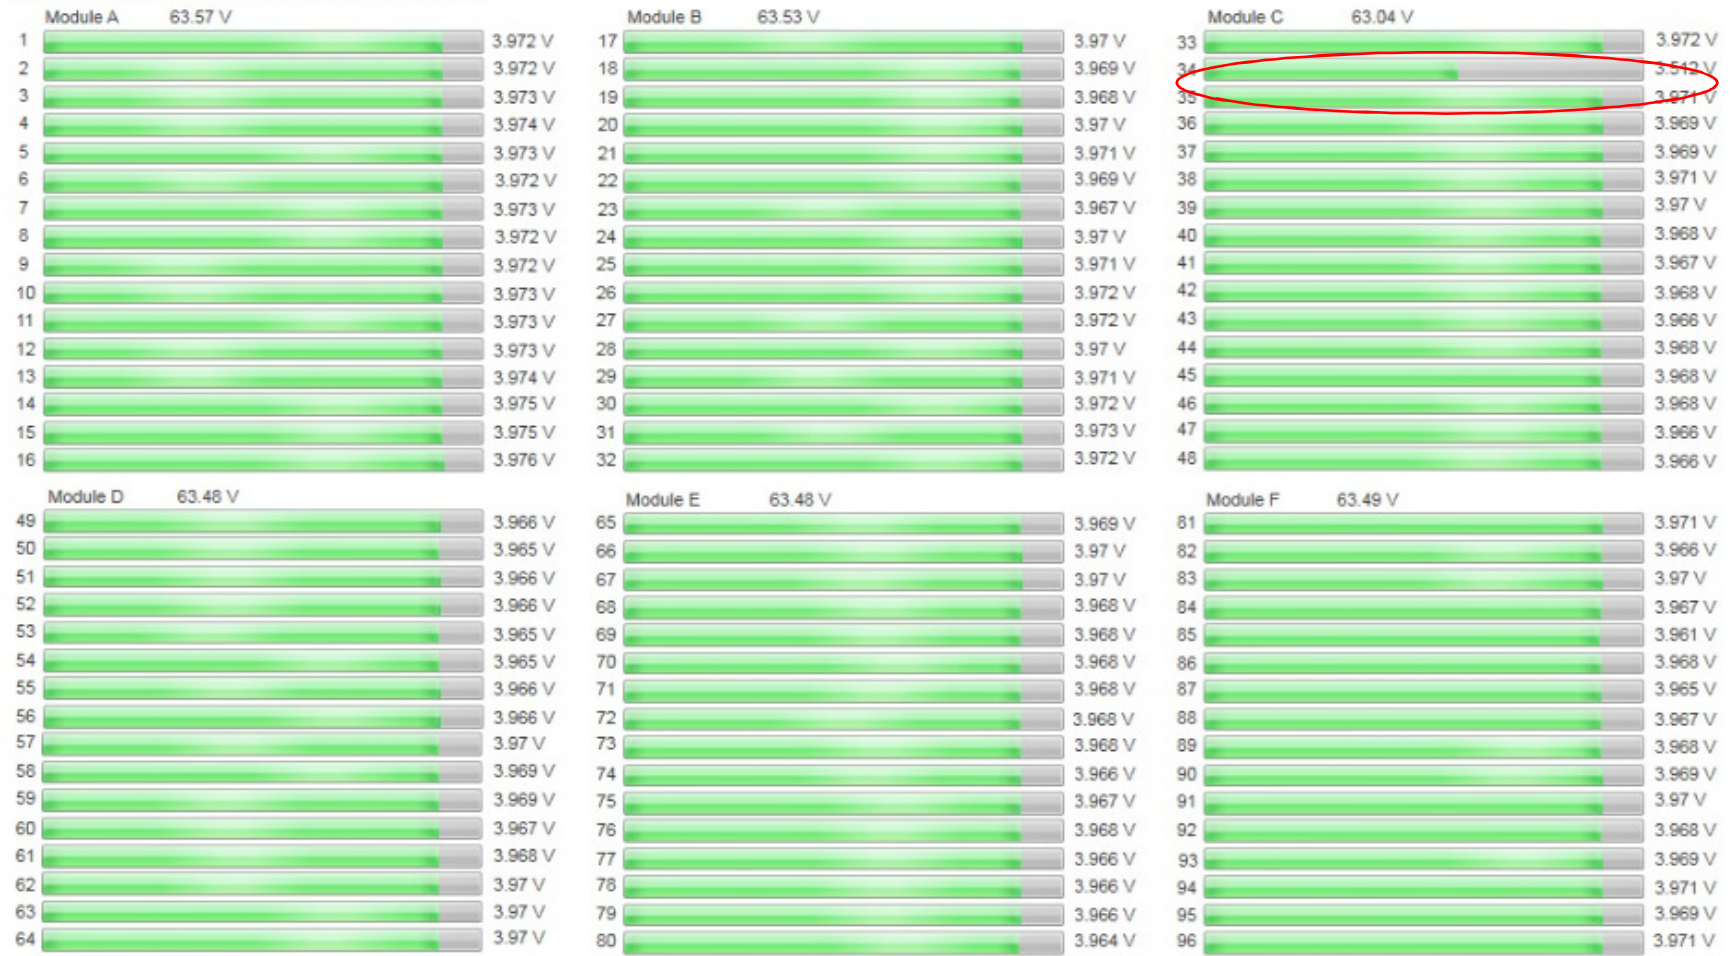 Module A 63.57 V
1 3.972 V
2 3.972 V
3 3.973 V
4 3.974 V
5 3.973 V
6 3.972 V
7 3.973 V
8 3.972 V
9 3.972 V
10 3.973 V
11 3.973 V
12 3.973 V
13 3.974 V
14 3.975 V
15 3.975 V
16 3.976 V
Module B 63.53 V
17 3.97 V
18 3.969 V
19 3.968 V
20 3.97 V
21 3.971 V
22 3.969 V
23 3.967 V
24 3.97 V
25 3.971 V
26 3.972 V
27 3.972 V
28 3.97 V
29 3.971 V
30 3.972 V
31 3.973 V
32 3.972 V
Module C 63.04 V
33 3.972 V
34 3.512 V
35 3.971 V
36 3.969 V
37 3.969 V
38 3.971 V
39 3.97 V
40 3.968 V
41 3.967 V
42 3.968 V
43 3.966 V
44 3.968 V
45 3.968 V
46 3.968 V
47 3.966 V
48 3.966 V
Module D 63.48 V
49 3.966 V
50 3.965 V
51 3.966 V
52 3.966 V
53 3.965 V
54 3.965 V
55 3.966 V
56 3.966 V
57 3.97 V
58 3.969 V
59 3.969 V
60 3.967 V
61 3.968 V
62 3.97 V
63 3.97 V
64 3.97 V
Module E 63.48 V
65 3.969 V
66 3.97 V
67 3.97 V
68 3.968 V
69 3.968 V
70 3.968 V
71 3.968 V
72 3.968 V
73 3.968 V
74 3.966 V
75 3.967 V
76 3.968 V
77 3.966 V
78 3.966 V
79 3.966 V
80 3.964 V
Module F 63.49 V
81 3.971 V
82 3.966 V
83 3.97 V
84 3.967 V
85 3.961 V
86 3.968 V
87 3.965 V
88 3.967 V
89 3.968 V
90 3.969 V
91 3.97 V
92 3.968 V
93 3.969 V
94 3.971 V
95 3.969 V
96 3.971 V